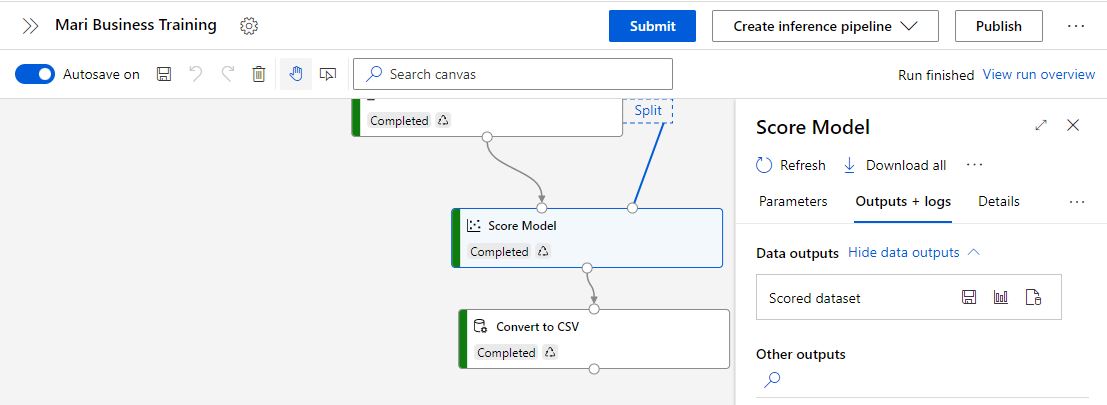 Mari Business Training
Submit
Create inference pipeline
Publish
Autosave on
Search canvas
Run finished View run overview
Completed
Split
Score Model
Completed
Convert to CSV
Completed
Score Model
Refresh
Download all
Parameters
Outputs + logs
Details
Data outputs Hide data outputs
Scored dataset
Other outputs